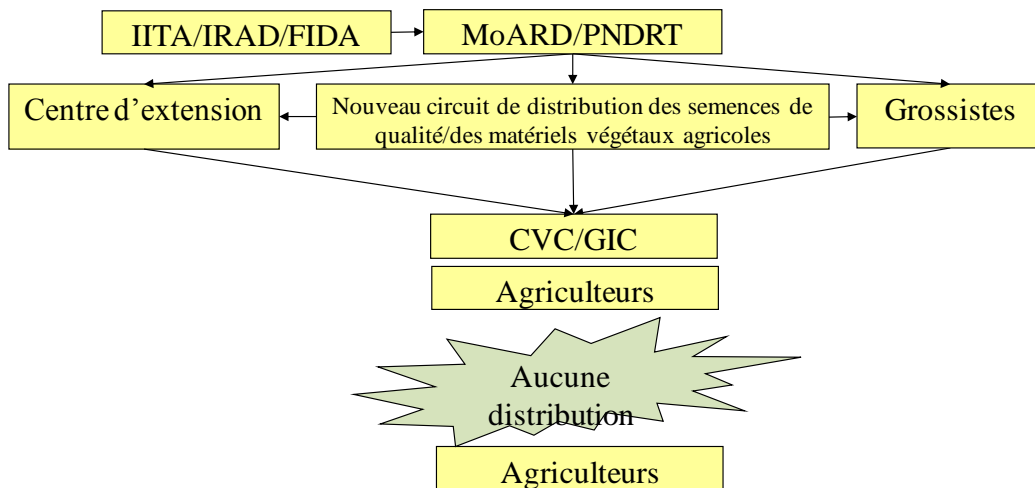 IITA/IRAD/FIDA
MoARD/PNDRT
Centre d’extension
Nouveau circuit de distribution des semences de
qualité/des matériels végétaux agricoles
Grossistes
CVC/GIC
Agriculteurs
Aucune
distribution
Agriculteurs